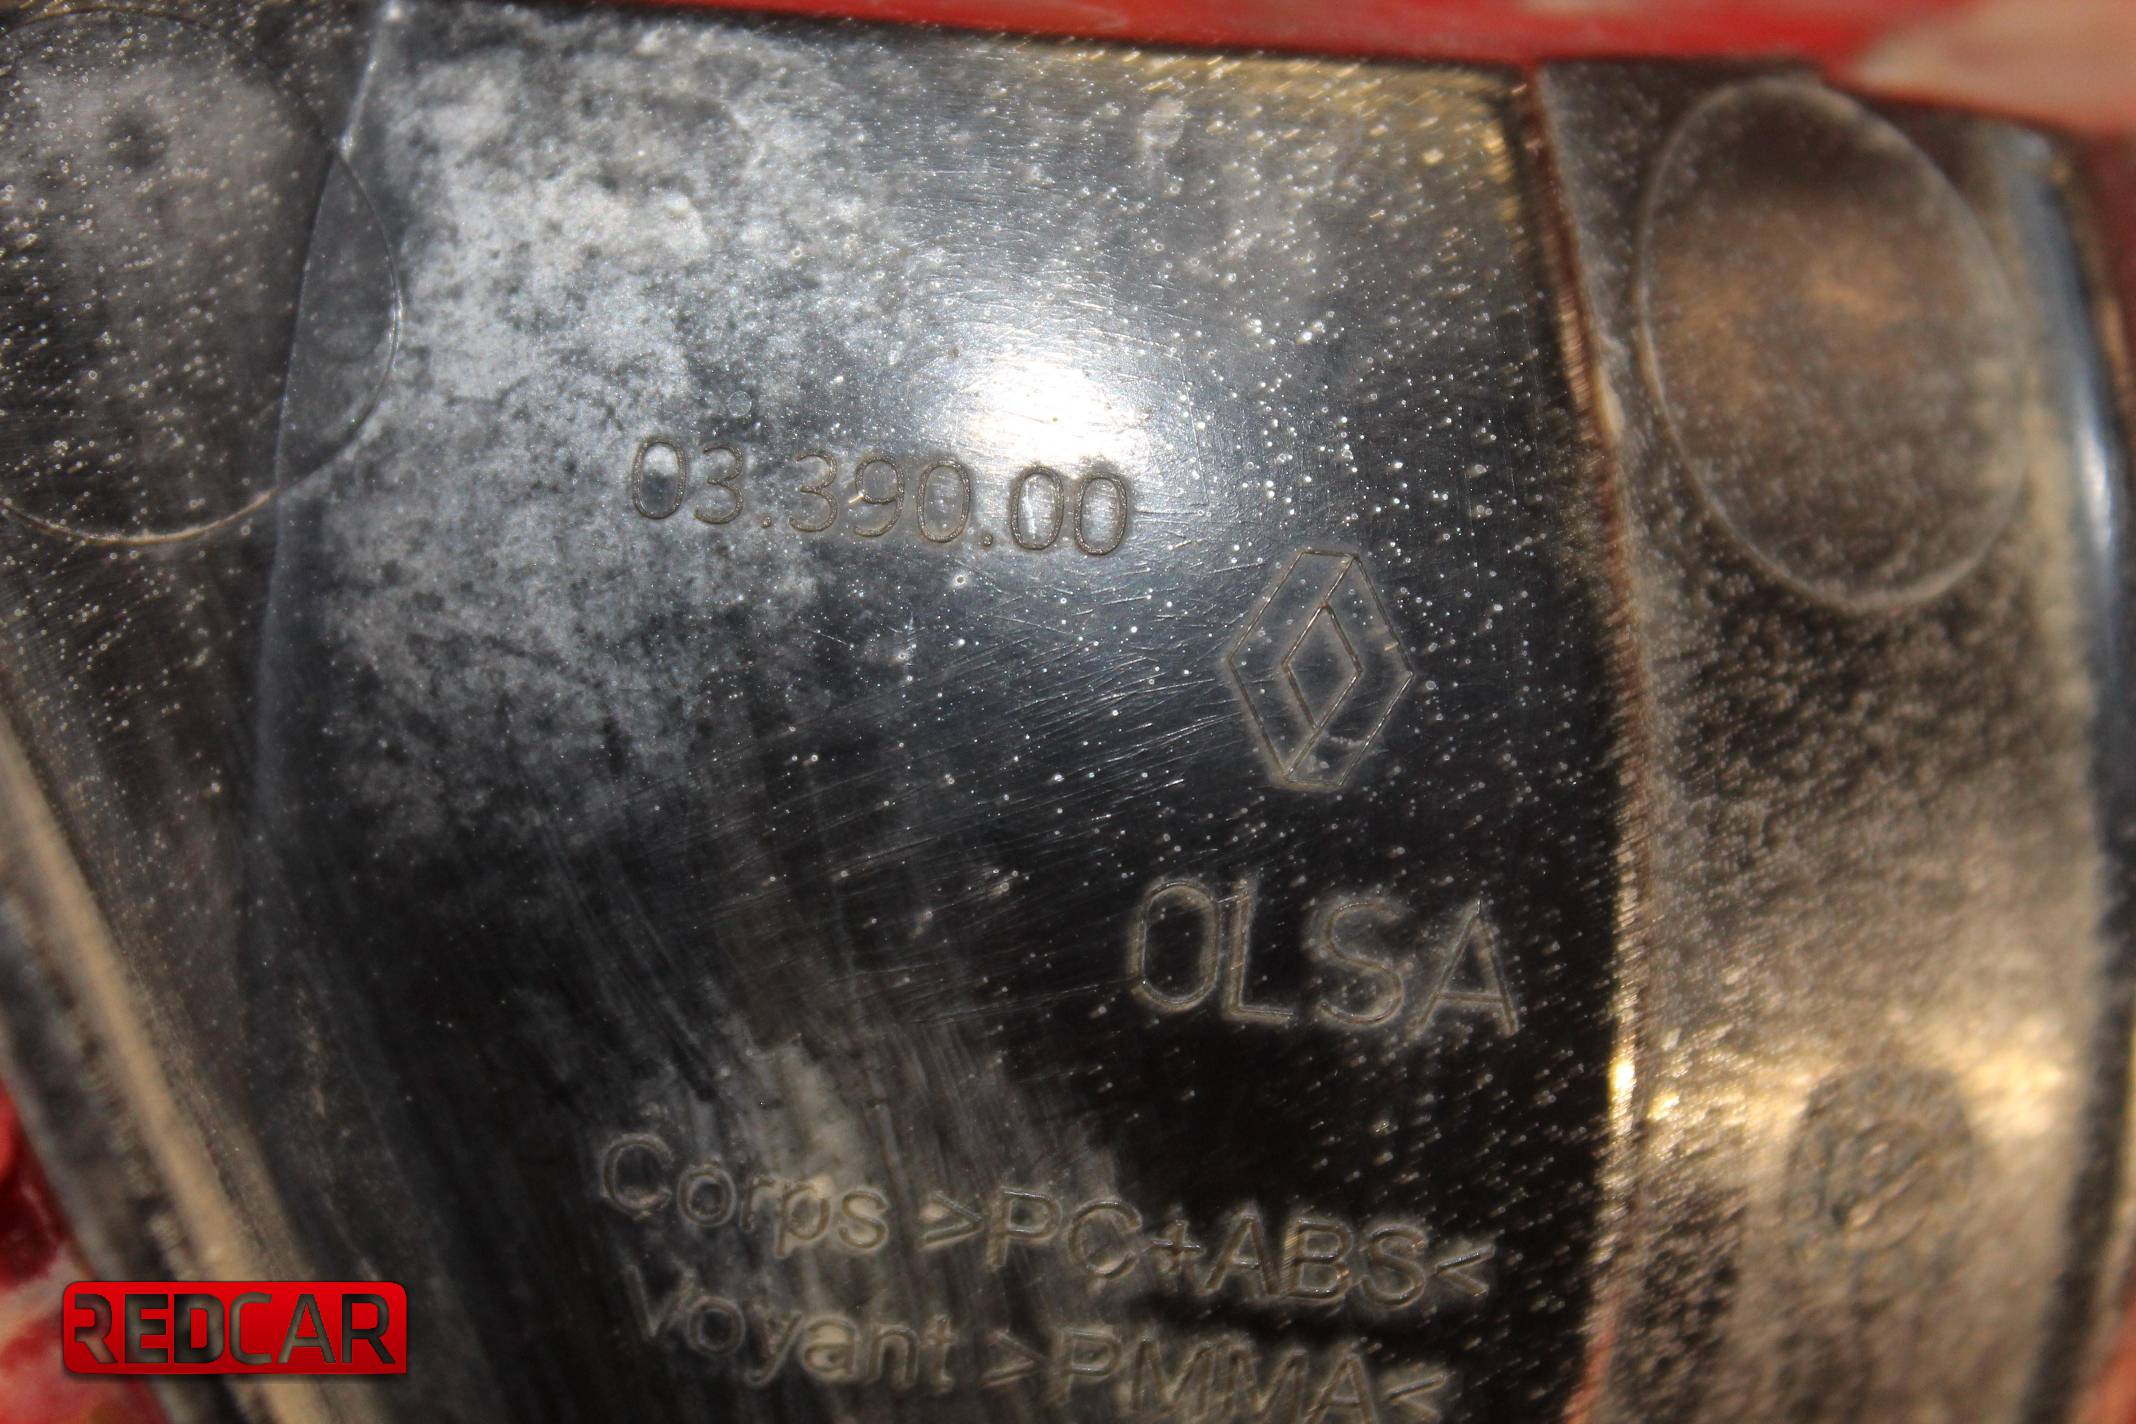 03.390.00
OLSA
Corps >PC+ABS<
Voyant >PMMA<
REDCAR